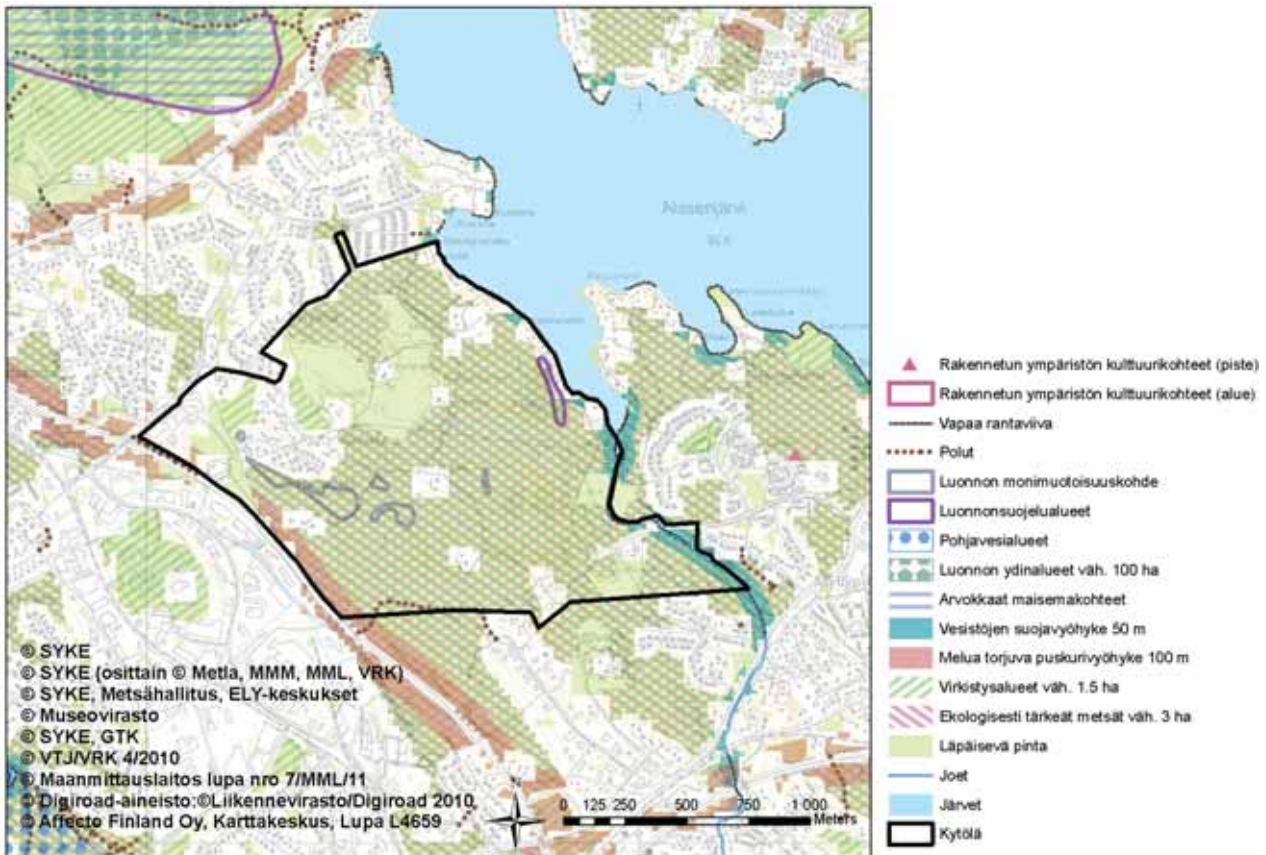 Alasenjärvi
Rakennetun ympäristön kulttuurikohteet (piste)
Rakennetun ympäristön kulttuurikohteet (alue)
Vapaa rantaviiva
Polut
Luonnon monimuotoisuuskohde
Luonnonsuojelualueet
Pohjavesialueet
Luonnon ydinalueet väh. 100 ha
Arvokkaat maisemakohteet
Vesistöjen suojavyöhyke 50 m
Melua torjuva puskurivyöhyke 100 m
Virkistysalueet väh. 1.5 ha
Ekologisesti tärkeät metsät väh. 3 ha
Läpäisevä pinta
Joet
Järvet
Kytölä
© SYKE
© SYKE (osittain © Metla, MMM, MML, VRK)
© SYKE, Metsähallitus, ELY-keskukset
© Museovirasto
© SYKE, GTK
© VTJ/VRK 4/2010
© Maanmittauslaitos lupa nro 7/MML/11
© Digiroad-aineisto:©Liikennevirasto/Digiroad 2010,
© Affecto Finland Oy, Karttakeskus, Lupa L4659
0 125 250 500 750 1 000
Meters